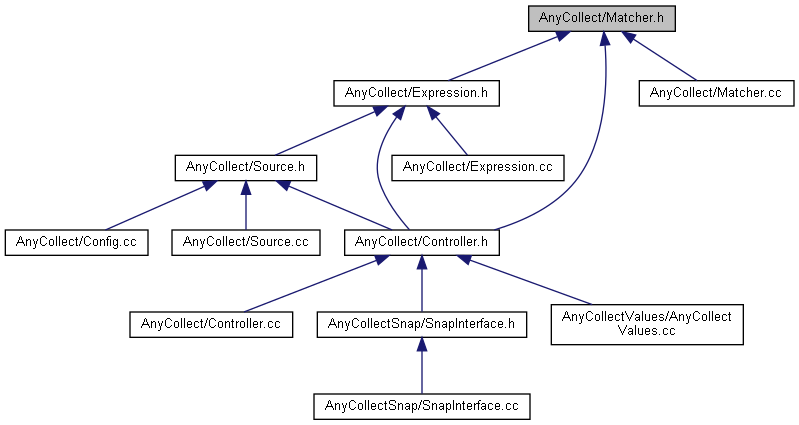 AnyCollect/Matcher.h
AnyCollect/Expression.h
AnyCollect/Matcher.cc
AnyCollect/Source.h
AnyCollect/Expression.cc
AnyCollect/Config.cc
AnyCollect/Source.cc
AnyCollect/Controller.h
AnyCollect/Controller.cc
AnyCollectSnap/SnapInterface.h
AnyCollectValues/AnyCollect
Values.cc
AnyCollectSnap/SnapInterface.cc